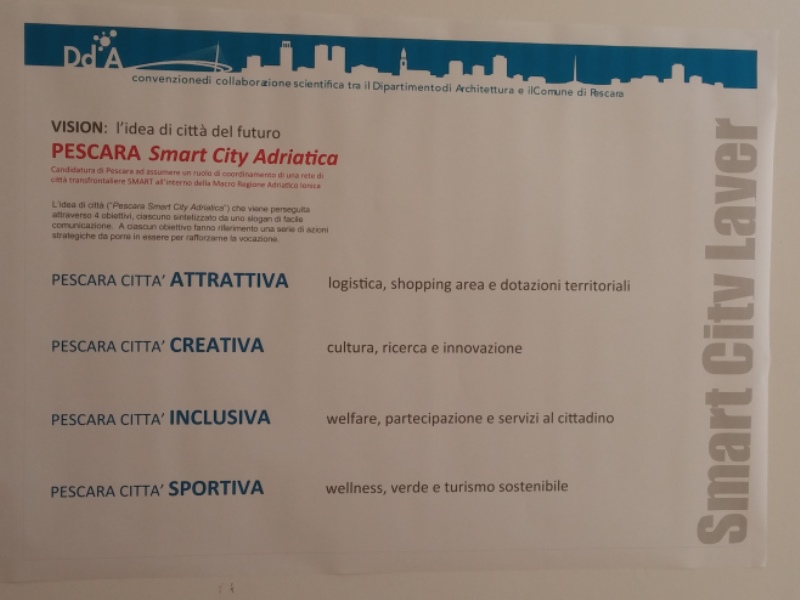 Dd'A
convenzionedi collaborazione scientifica tra il Dipartimentodi Architettura e ilComune di Pescara
VISION: l'idea di città del futuro
PESCARA Smart City Adriatica
Candidatura di Pescara ad assumere un ruolo di coordinamento di una rete di
città transfrontaliere SMART all'interno della Macro Regione Adriatico Ionica
L'idea di città ("Pescara Smart City Adriatica") che viene perseguita
attraverso 4 obiettivi, ciascuno sintetizzato da uno slogan di facile
comunicazione. A ciascun obiettivo fanno riferimento una serie di azioni
strategiche da porre in essere per rafforzarne la vocazione.
PESCARA CITTA' ATTRATTIVA logistica, shopping area e dotazioni territoriali
PESCARA CITTA' CREATIVA cultura, ricerca e innovazione
PESCARA CITTA' INCLUSIVA welfare, partecipazione e servizi al cittadino
PESCARA CITTA' SPORTIVA wellness, verde e turismo sostenibile
Smart City Laver